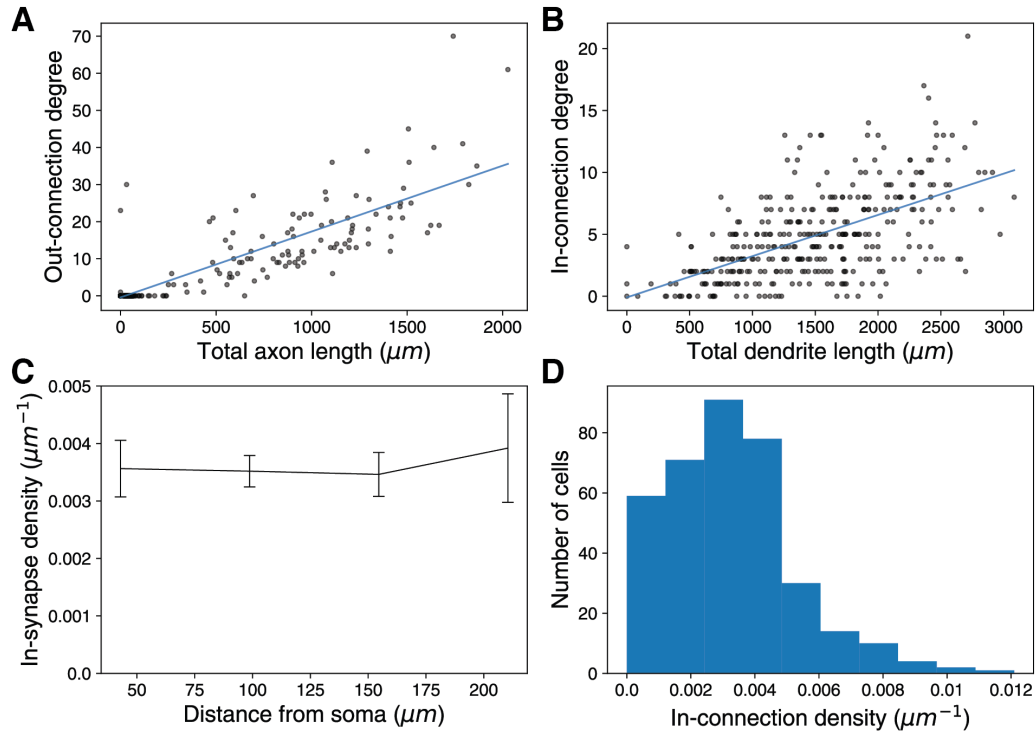 A
Out-connection degree
70
60
50
40
30
20
10
0
0 500 1000 1500 2000
Total axon length (μm)
B
In-connection degree
20
15
10
5
0
0 500 1000 1500 2000 2500 3000
Total dendrite length (μm)
C
In-synapse density (μm⁻¹)
0.005
0.004
0.003
0.002
0.001
0.0
50 75 100 125 150 175 200
Distance from soma (μm)
D
Number of cells
80
60
40
20
0
0.0 0.002 0.004 0.006 0.008 0.01 0.012
In-connection density (μm⁻¹)